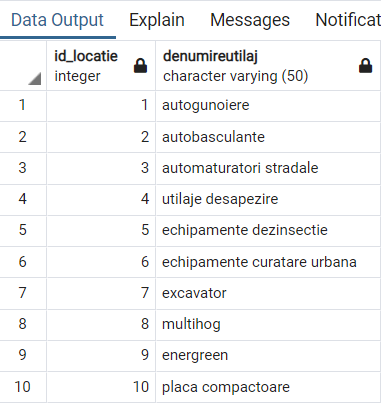 Data Output Explain Messages Notificat
id_locatie denumireutilaj
integer character varying (50)
1 1 autogunoiere
2 2 autobasculante
3 3 automaturatori stradale
4 4 utilaje desapezire
5 5 echipamente dezinsectie
6 6 echipamente curatare urbana
7 7 excavator
8 8 multihog
9 9 energreen
10 10 placa compactoare